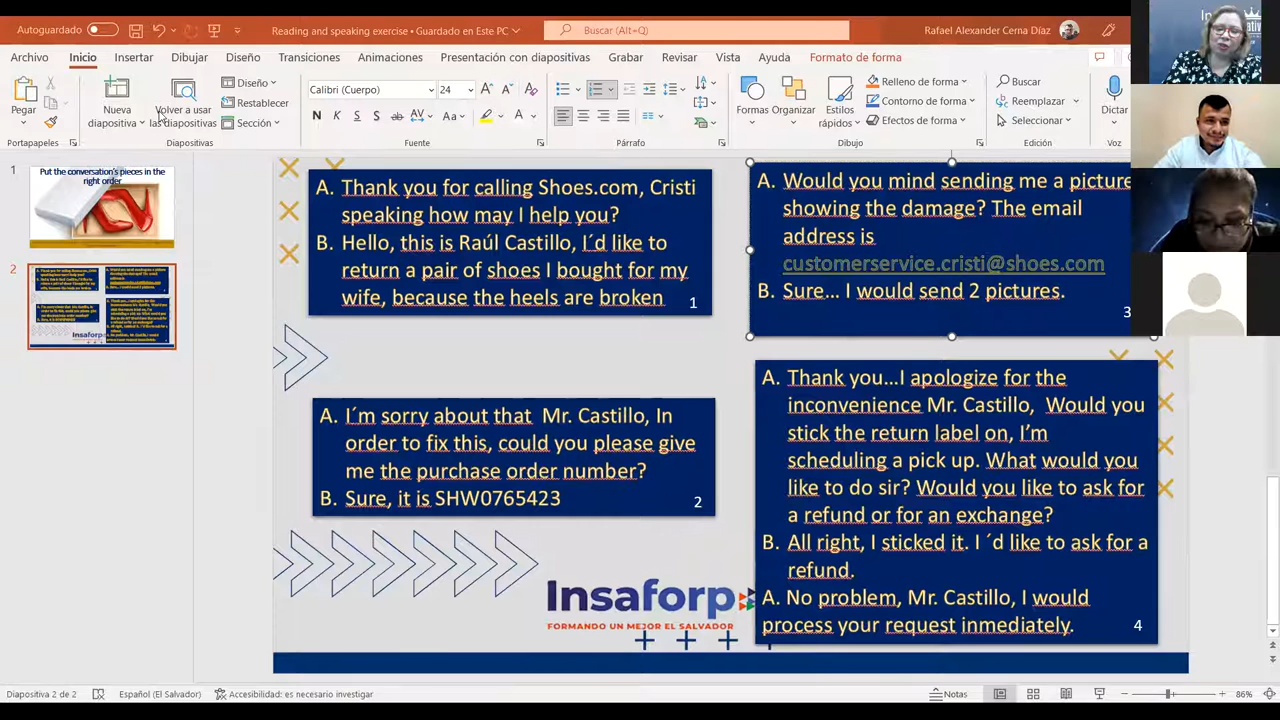 Autoguardado
Reading and speaking exercise • Guardado en Este PC
Buscar (Alt+Q)
Rafael Alexander Cerna Díaz
Archivo Inicio Insertar Dibujar Diseño Transiciones Animaciones Presentación con diapositivas Grabar Revisar Vista Ayuda Formato de forma
Pegar
Portapapeles
Nueva diapositiva
Volver a usar las diapositivas
Diseño
Restablecer
Sección
Diapositivas
Calibri (Cuerpo) 24
N K S ab AV Aa A
Fuente
Párrafo
Formas Organizar Estilos rápidos
Relleno de forma
Contorno de forma
Efectos de forma
Dibujo
Buscar
Reemplazar
Seleccionar
Edición
Dictar
Voz
1
Put the conversation's pieces in the
right order
2
A. Thank you for calling Shoes.com, Cristi
speaking how may I help you?
B. Hello, this is Raúl Castillo, I´d like to
return a pair of shoes I bought for my
wife, because the heels are broken
1
A. I´m sorry about that Mr. Castillo, In
order to fix this, could you please give
me the purchase order number?
B. Sure, it is SHW0765423
2
A. Would you mind sending me a picture
showing the damage? The email
address is
customerservice.cristi@shoes.com
B. Sure... I would send 2 pictures.
3
A. Thank you...I apologize for the
inconvenience Mr. Castillo, Would you
stick the return label on, I’m
scheduling a pick up. What would you
like to do sir? Would you like to ask for
a refund or for an exchange?
B. All right, I sticked it. I ´d like to ask for a
refund.
A. No problem, Mr. Castillo, I would
process your request inmediately.
4
Insaforp
FORMANDO UN MEJOR EL SALVADOR
Diapositiva 2 de 2 Español (El Salvador) Accesibilidad: es necesario investigar Notas 86%